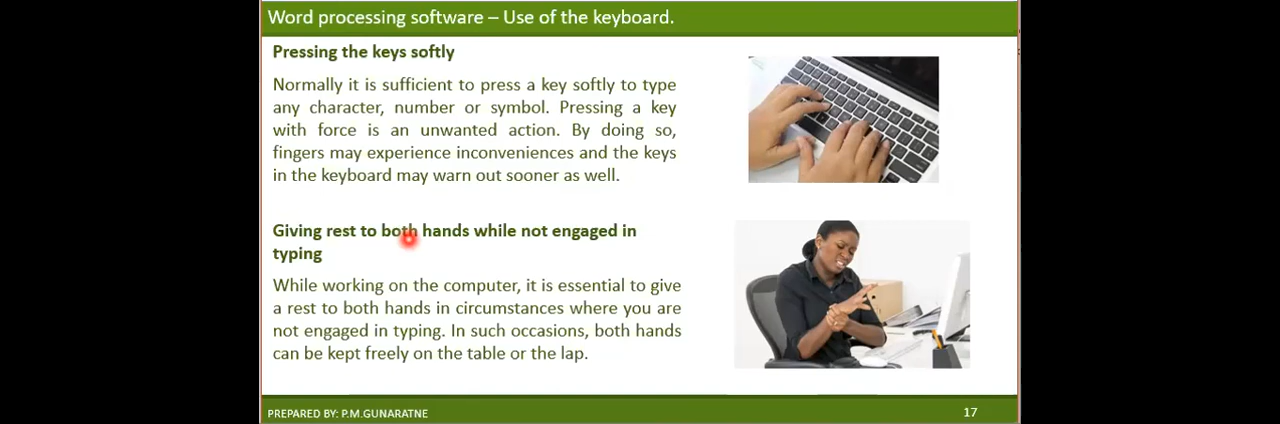 Word processing software – Use of the keyboard.
Pressing the keys softly
Normally it is sufficient to press a key softly to type
any character, number or symbol. Pressing a key
with force is an unwanted action. By doing so,
fingers may experience inconveniences and the keys
in the keyboard may warn out sooner as well.
Giving rest to both hands while not engaged in
typing
While working on the computer, it is essential to give
a rest to both hands in circumstances where you are
not engaged in typing. In such occasions, both hands
can be kept freely on the table or the lap.
PREPARED BY: P.M.GUNARATNE
17